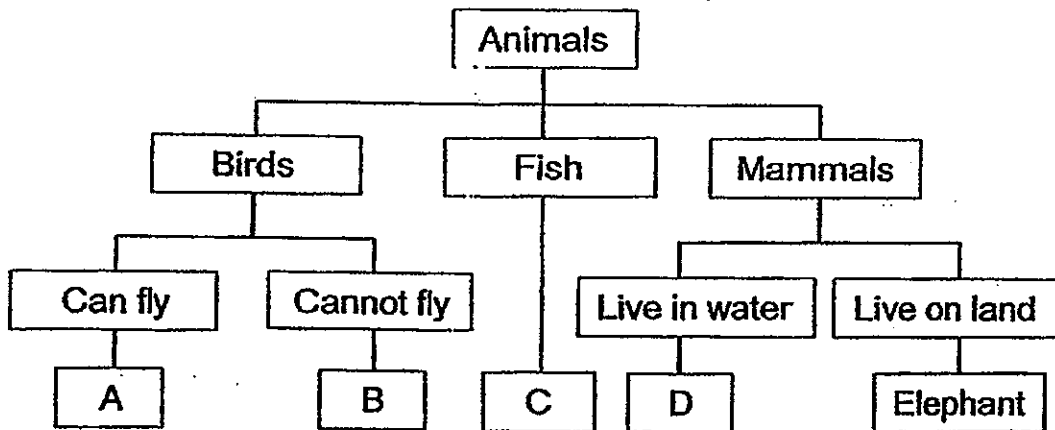 Animals
Birds Fish Mammals
Can fly Cannot fly Live in water Live on land
A B C D Elephant